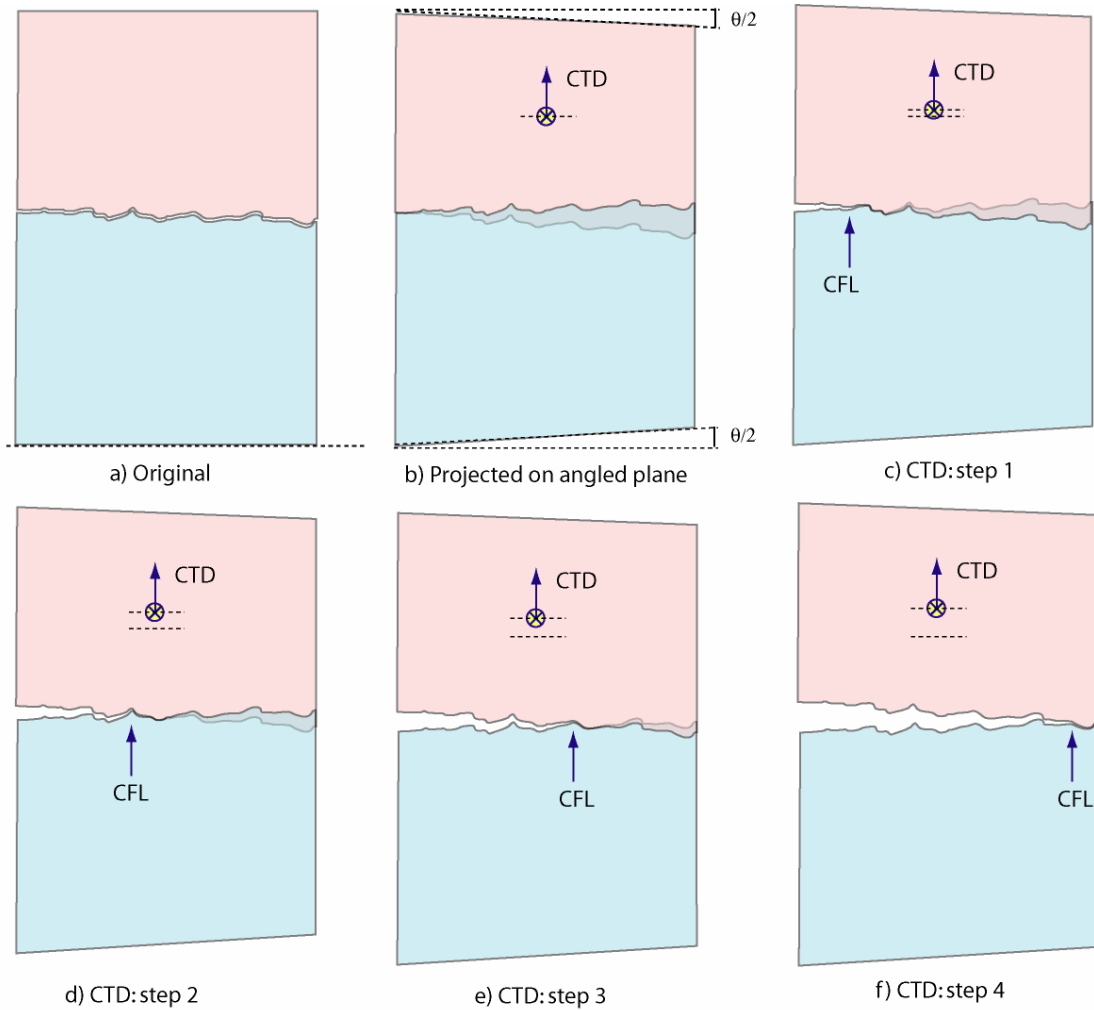 θ/2
CTD
θ/2
a) Original
b) Projected on angled plane
CTD
CFL
c) CTD: step 1
CTD
CFL
d) CTD: step 2
CTD
CFL
e) CTD: step 3
CTD
CFL
f) CTD: step 4